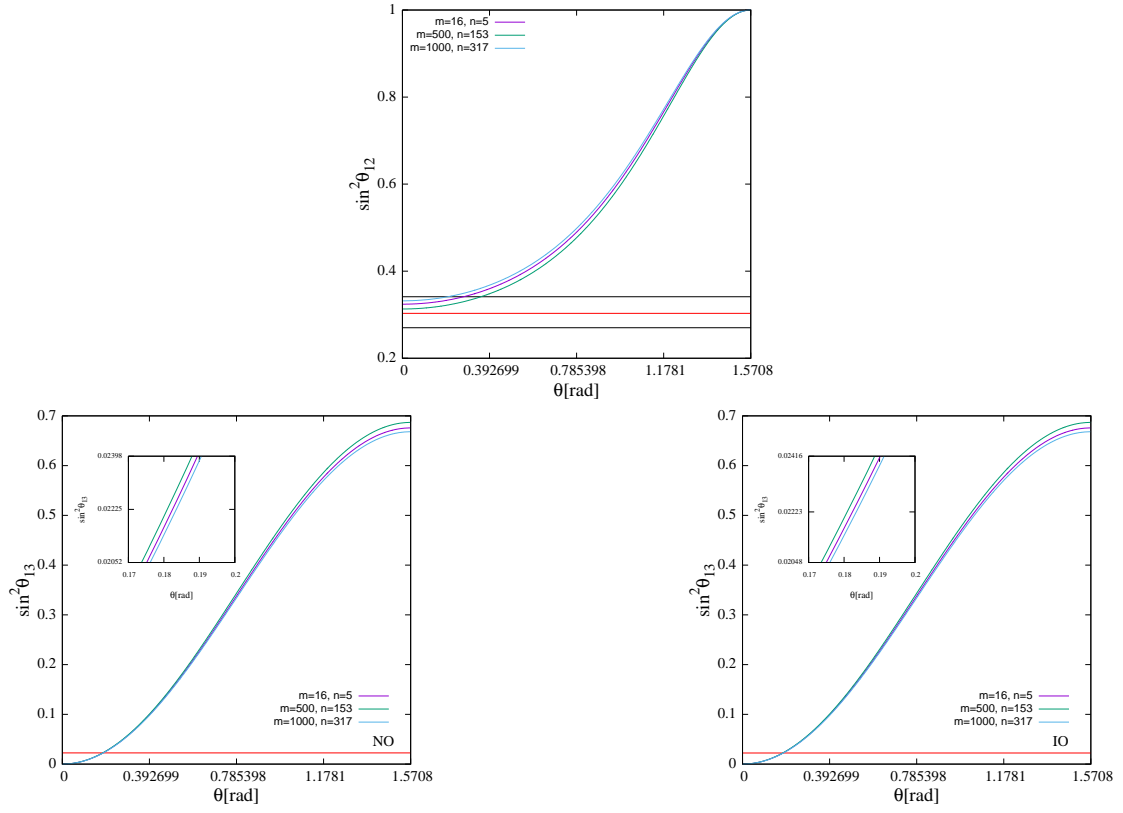 1
0.8
0.6
0.4
0.2
sin²θ₁₂
m=16, n=5
m=500, n=153
m=1000, n=317
0 0.392699 0.785398 1.1781 1.5708
θ[rad]
0.7
0.6
0.5
0.4
0.3
0.2
0.1
0
sin²θ₁₃
0.02398
0.02225
0.02052
sin²θ₁₃
0.17 0.18 0.19 0.2
θ[rad]
m=16, n=5
m=500, n=153
m=1000, n=317
NO
0 0.392699 0.785398 1.1781 1.5708
θ[rad]
0.7
0.6
0.5
0.4
0.3
0.2
0.1
0
sin²θ₁₃
0.02416
0.02223
0.02048
sin²θ₁₃
0.17 0.18 0.19 0.2
θ[rad]
m=16, n=5
m=500, n=153
m=1000, n=317
IO
0 0.392699 0.785398 1.1781 1.5708
θ[rad]